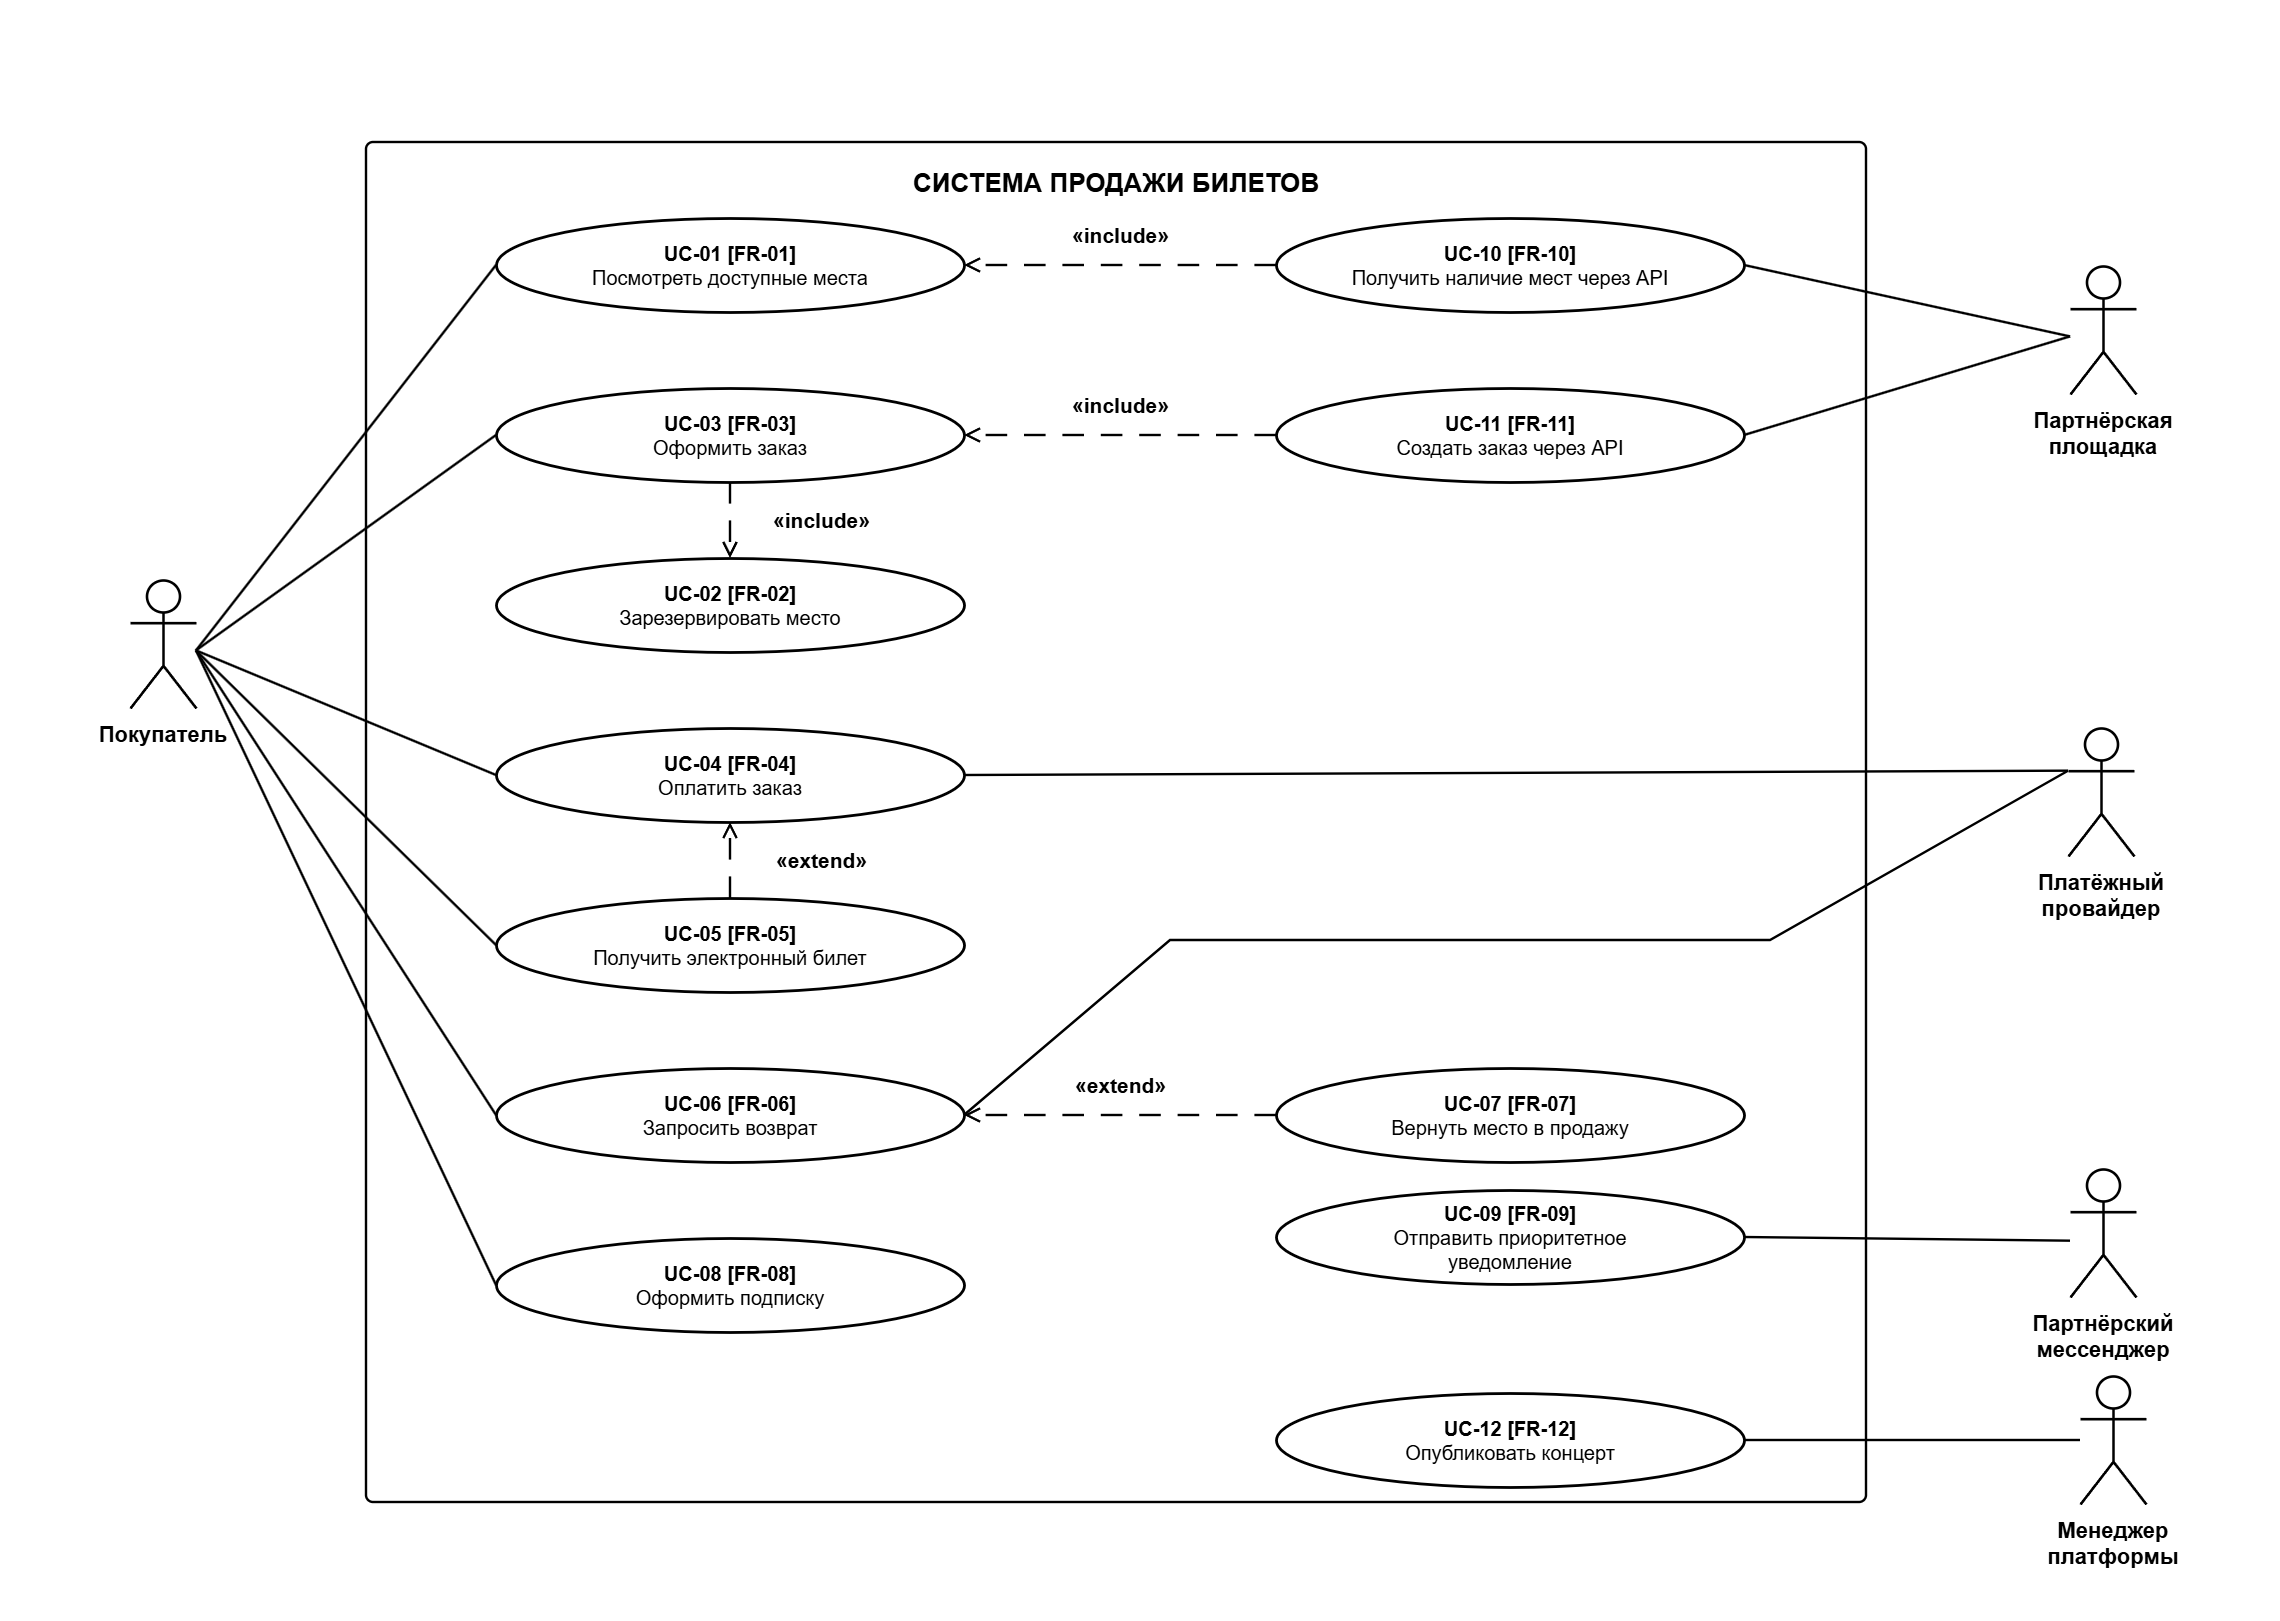 СИСТЕМА ПРОДАЖИ БИЛЕТОВ
UC-01 [FR-01]
Посмотреть доступные места
«include»
UC-10 [FR-10]
Получить наличие мест через API
UC-03 [FR-03]
Оформить заказ
«include»
UC-11 [FR-11]
Создать заказ через API
Партнёрская
площадка
«include»
UC-02 [FR-02]
Зарезервировать место
Покупатель
UC-04 [FR-04]
Оплатить заказ
«extend»
Платёжный
провайдер
UC-05 [FR-05]
Получить электронный билет
UC-06 [FR-06]
Запросить возврат
«extend»
UC-07 [FR-07]
Вернуть место в продажу
UC-09 [FR-09]
Отправить приоритетное
уведомление
UC-08 [FR-08]
Оформить подписку
Партнёрский
мессенджер
UC-12 [FR-12]
Опубликовать концерт
Менеджер
платформы